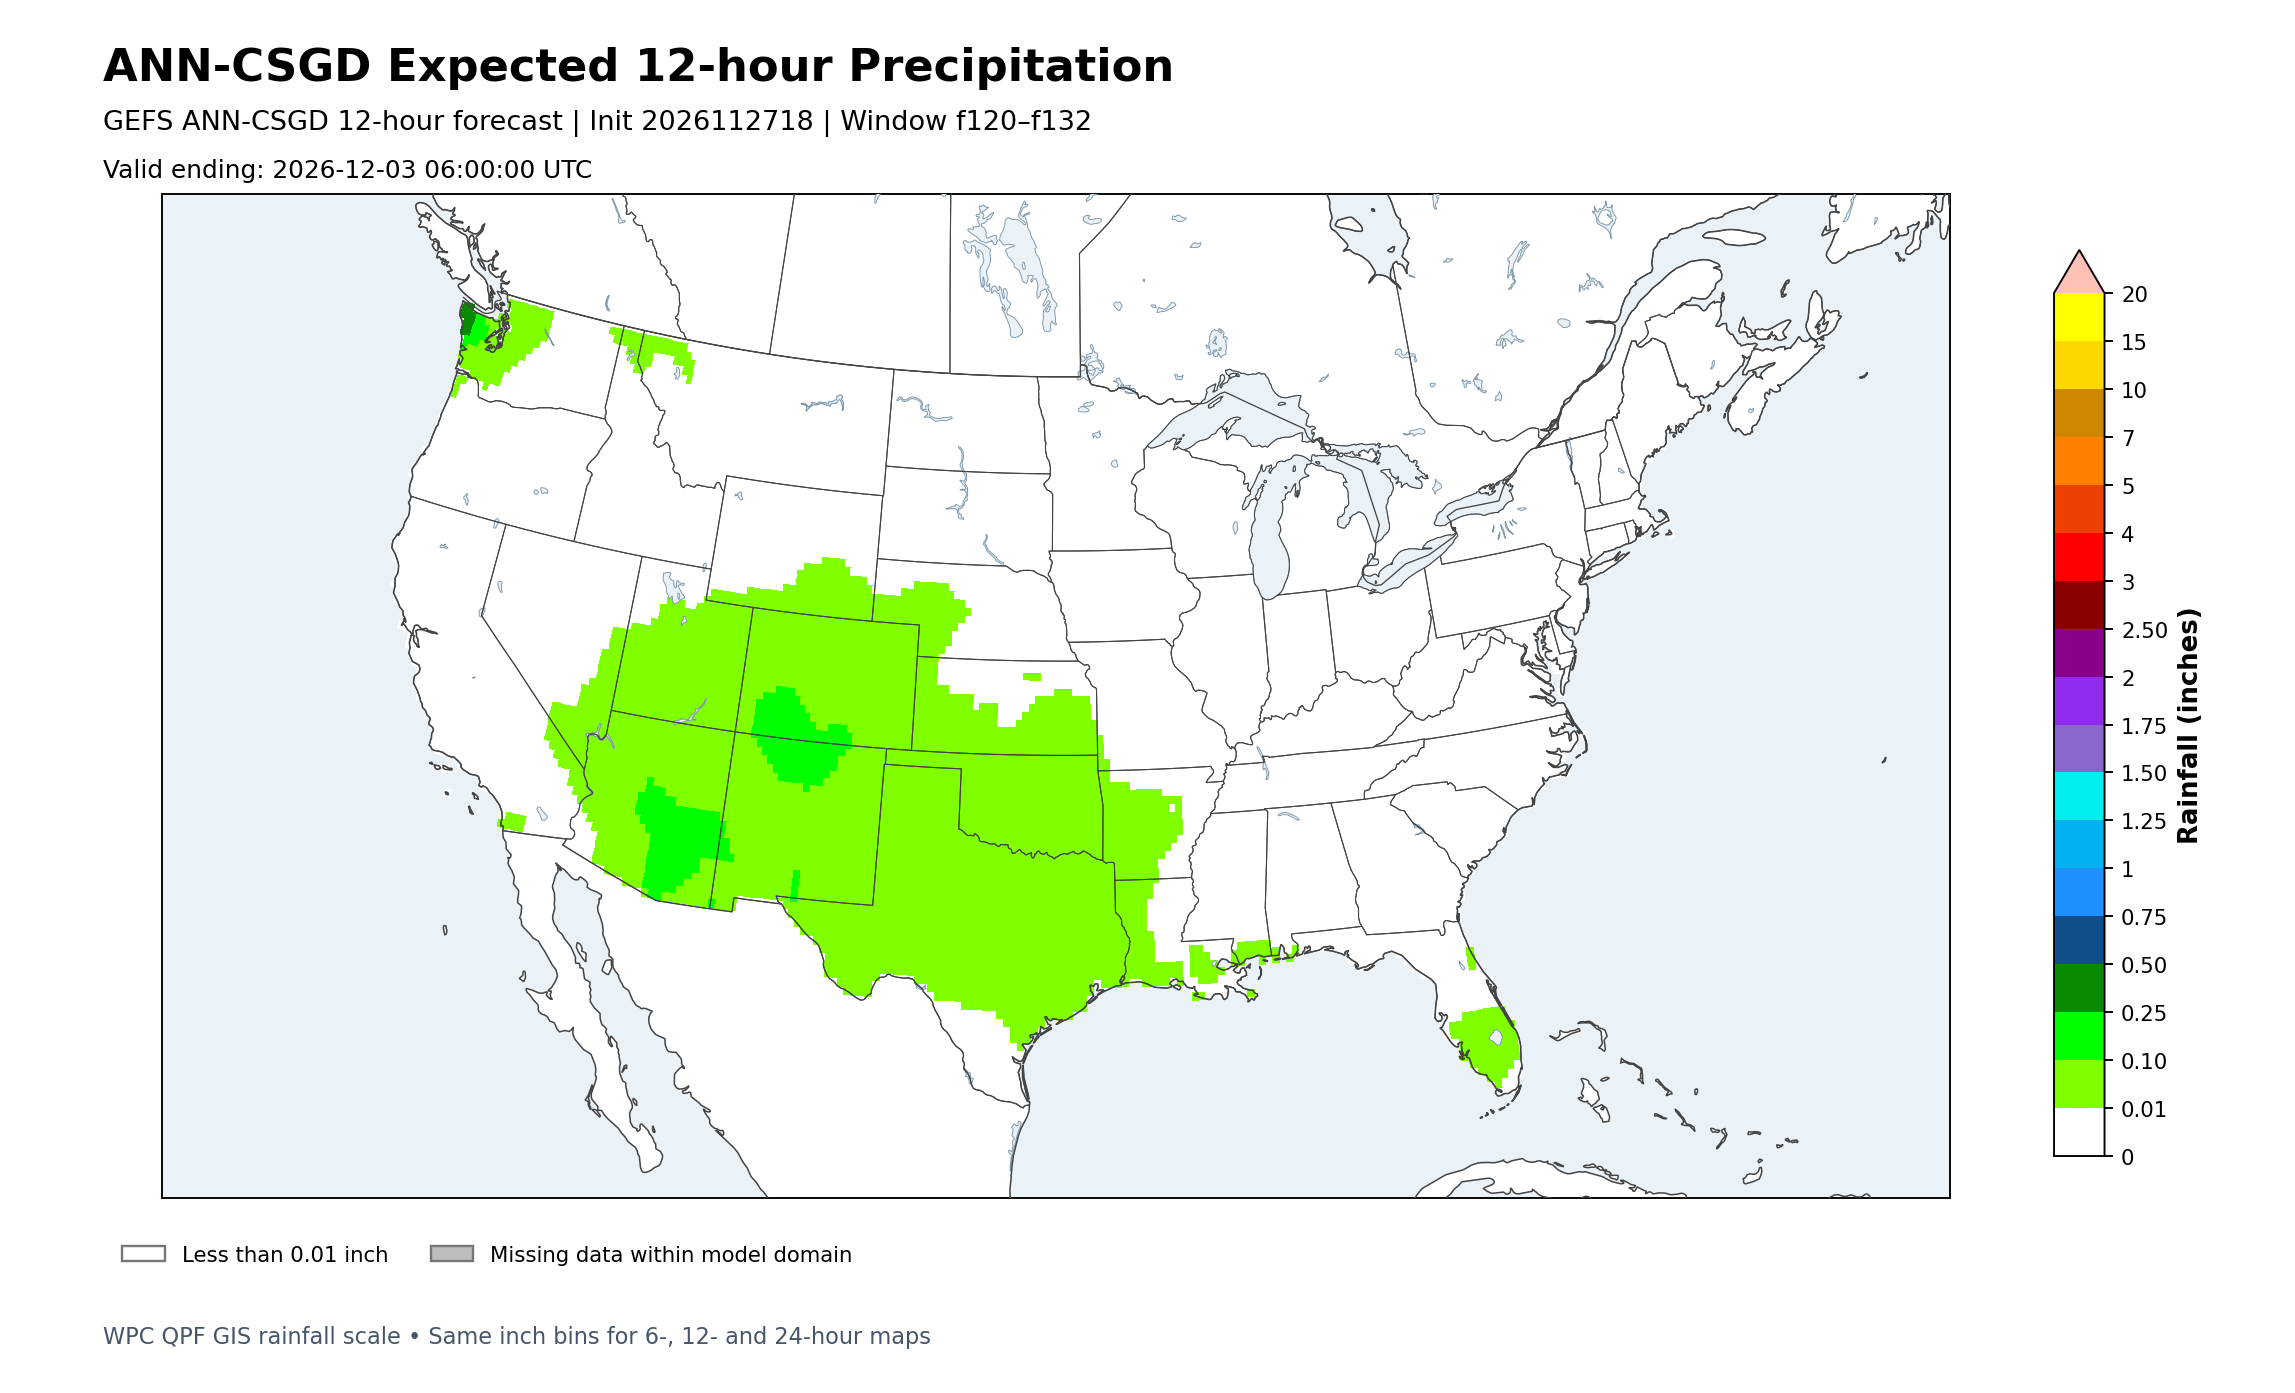 ANN-CSGD Expected 12-hour Precipitation
GEFS ANN-CSGD 12-hour forecast | Init 2026112718 | Window f120–f132
Valid ending: 2026-12-03 06:00:00 UTC
20
15
10
7
5
4
3
2.50
2
1.75
1.50
1.25
1
0.75
0.50
0.25
0.10
0.01
0
Rainfall (inches)
Less than 0.01 inch
Missing data within model domain
WPC QPF GIS rainfall scale • Same inch bins for 6-, 12- and 24-hour maps